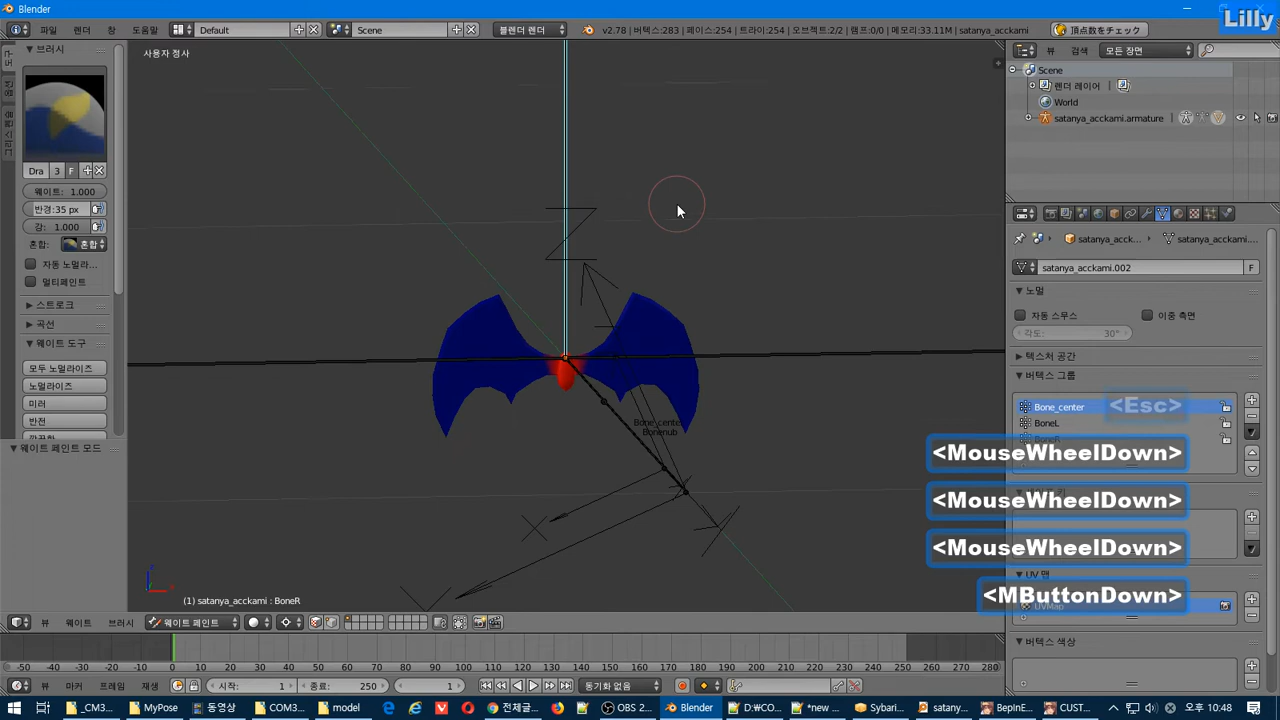 Blender
Lilly
파일 렌더 창 도움말 Default Scene 블렌더 렌더 v2.78 | 버텍스:283 | 페이스:254 | 트라이:254 | 오브젝트:2/2 | 램프:0/0 | 메모리:33.11M | satanya_acckami 頂点数をチェック
브러시
사용자 정사
뷰 검색 모든 장면
Scene
렌더 레이어
World
satanya_acckami.armature
Dra 3 F
웨이트: 1.000
반경:35 px
강: 1.000
혼합: 혼합
자동 노멀라...
멀티페인트
스트로크
곡선
웨이트 도구
모두 노멀라이즈
노멀라이즈
미러
반전
웨이트 페인트 모드
Z
X
Bone_center
Bonenub
(1) satanya_acckami : BoneR
satanya_acck... satanya_acckami....
satanya_acckami.002 F
노멀
자동 스무스 이중 측면
각도: 30°
텍스처 공간
버텍스 그룹
Bone_center
BoneL
BoneR
UV 맵
UVMap
버텍스 색상
<Esc>
<MouseWheelDown>
<MouseWheelDown>
<MouseWheelDown>
<MButtonDown>
뷰 웨이트 브러시 웨이트 페인트
-50 -40 -30 -20 -10 0 10 20 30 40 50 60 70 80 90 100 110 120 130 140 150 160 170 180 190 200 210 220 230 240 250 260 270 280
뷰 마커 프레임 재생 시작: 1 종료: 250 1 동기화 없음
_CM3... MyPose 동영상 COM3... model 전체글... OBS 2... Blender D:₩CO... *new ... Sybari... satany... BepInE... CUST... 오후 10:48